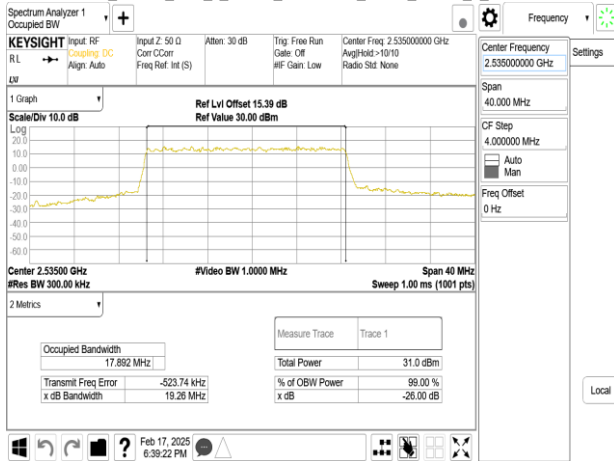 Spectrum Analyzer 1
Occupied BW
+
Frequency
KEYSIGHT
RL
LXI
Input: RF
Coupling: DC
Align: Auto
Input Z: 50 Ω
Corr CCorr
Freq Ref: Int (S)
Atten: 30 dB
Trig: Free Run
Gate: Off
#IF Gain: Low
Center Freq: 2.535000000 GHz
Avg|Hold:>10/10
Radio Std: None
Center Frequency
2.535000000 GHz
Settings
Span
40.000 MHz
CF Step
4.000000 MHz
Auto
Man
Freq Offset
0 Hz
Local
1 Graph
Scale/Div 10.0 dB
Ref Lvl Offset 15.39 dB
Ref Value 30.00 dBm
Log
20.0
10.0
0.00
-10.0
-20.0
-30.0
-40.0
-50.0
-60.0
Center 2.53500 GHz
#Video BW 1.0000 MHz
Span 40 MHz
#Res BW 300.00 kHz
Sweep 1.00 ms (1001 pts)
2 Metrics
Measure Trace Trace 1
Occupied Bandwidth
17.892 MHz
Total Power 31.0 dBm
Transmit Freq Error -523.74 kHz
% of OBW Power 99.00 %
x dB Bandwidth 19.26 MHz
x dB -26.00 dB
?
Feb 17, 2025
6:39:22 PM